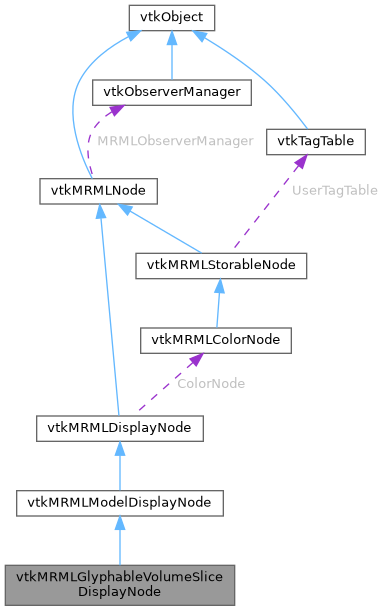 vtkObject
vtkObserverManager
MRMLObserverManager
vtkTagTable
vtkMRMLNode
UserTagTable
vtkMRMLStorableNode
vtkMRMLColorNode
ColorNode
vtkMRMLDisplayNode
vtkMRMLModelDisplayNode
vtkMRMLGlyphableVolumeSlice
DisplayNode